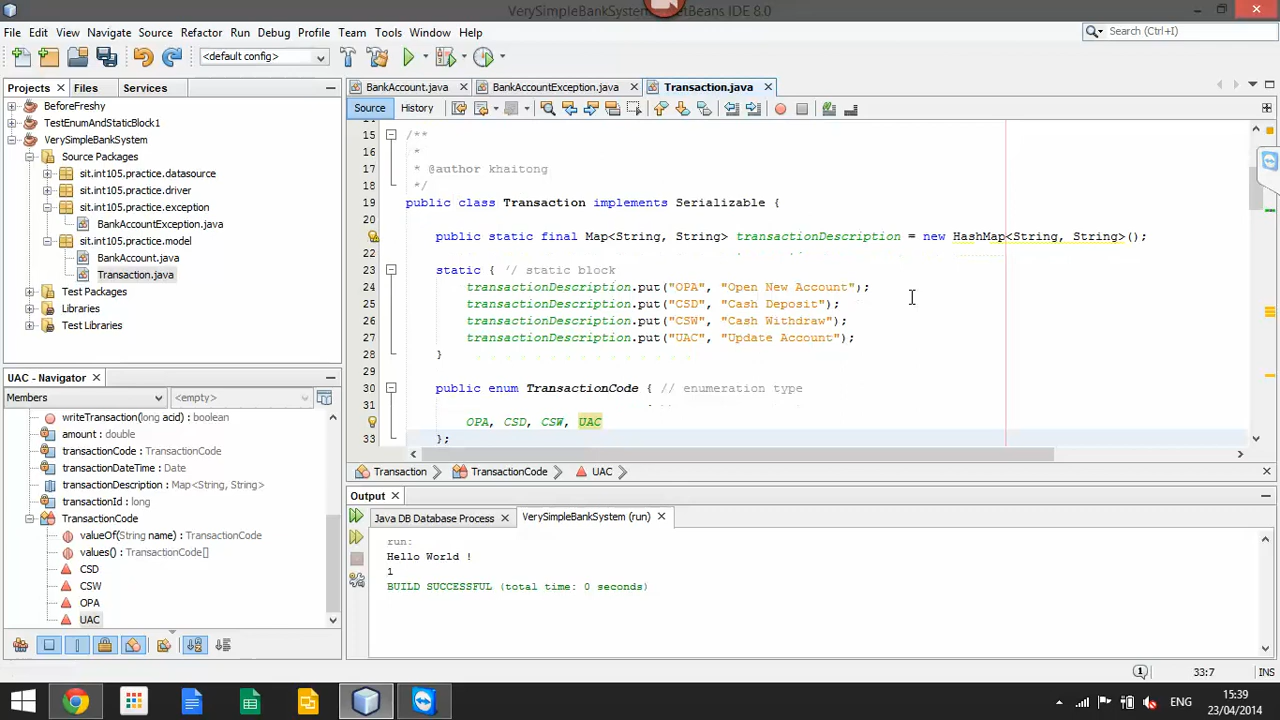 VerySimpleBankSystem - NetBeans IDE 8.0
File Edit View Navigate Source Refactor Run Debug Profile Team Tools Window Help
Search (Ctrl+I)
<default config>
Projects Files Services
BankAccount.java BankAccountException.java Transaction.java
Source History
BeforeFreshy
TestEnumAndStaticBlock1
VerySimpleBankSystem
Source Packages
sit.int105.practice.datasource
sit.int105.practice.driver
sit.int105.practice.exception
BankAccountException.java
sit.int105.practice.model
BankAccount.java
Transaction.java
Test Packages
Libraries
Test Libraries
15 /**
16 *
17 * @author khaitong
18 */
19 public class Transaction implements Serializable {
20
public static final Map<String, String> transactionDescription = new HashMap<String, String>();
22
23 static { // static block
24 transactionDescription.put("OPA", "Open New Account");
25 transactionDescription.put("CSD", "Cash Deposit");
26 transactionDescription.put("CSW", "Cash Withdraw");
27 transactionDescription.put("UAC", "Update Account");
28 }
29
30 public enum TransactionCode { // enumeration type
31
OPA, CSD, CSW, UAC
33 };
Transaction TransactionCode UAC
UAC - Navigator
Members <empty>
writeTransaction(long acid) : boolean
amount : double
transactionCode : TransactionCode
transactionDateTime : Date
transactionDescription : Map<String, String>
transactionId : long
TransactionCode
valueOf(String name) : TransactionCode
values() : TransactionCode[]
CSD
CSW
OPA
UAC
Output
Java DB Database Process VerySimpleBankSystem (run)
run:
Hello World !
1
BUILD SUCCESSFUL (total time: 0 seconds)
1 33:7 INS
ENG
15:39
23/04/2014